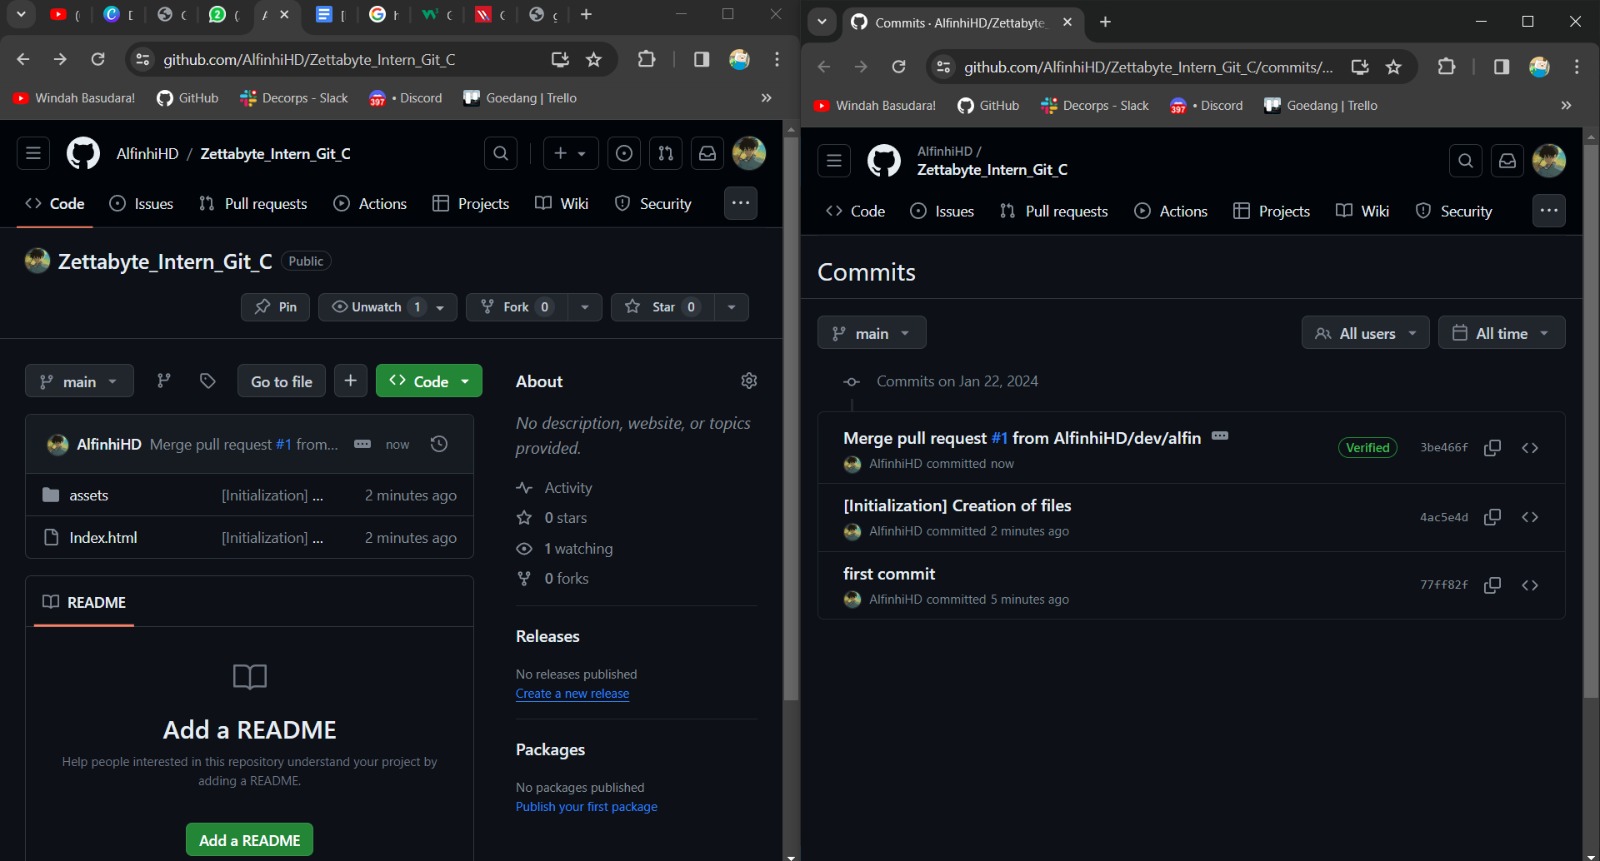 github.com/AlfinhiHD/Zettabyte_Intern_Git_C
Windah Basudara!
GitHub
Decorps - Slack
397
• Discord
Goedang | Trello
»
AlfinhiHD / Zettabyte_Intern_Git_C
Code
Issues
Pull requests
Actions
Projects
Wiki
Security
Zettabyte_Intern_Git_C
Public
Pin
Unwatch 1
Fork 0
Star 0
main
Go to file
Code
AlfinhiHD Merge pull request #1 from...
now
assets
[Initialization] ...
2 minutes ago
Index.html
[Initialization] ...
2 minutes ago
README
Add a README
Help people interested in this repository understand your project by
adding a README.
Add a README
About
No description, website, or topics
provided.
Activity
0 stars
1 watching
0 forks
Releases
No releases published
Create a new release
Packages
No packages published
Publish your first package
Commits · AlfinhiHD/Zettabyte_
github.com/AlfinhiHD/Zettabyte_Intern_Git_C/commits/...
Windah Basudara!
GitHub
Decorps - Slack
397
• Discord
Goedang | Trello
»
AlfinhiHD /
Zettabyte_Intern_Git_C
Code
Issues
Pull requests
Actions
Projects
Wiki
Security
Commits
main
All users
All time
Commits on Jan 22, 2024
Merge pull request #1 from AlfinhiHD/dev/alfin
AlfinhiHD committed now
Verified
3be466f
[Initialization] Creation of files
AlfinhiHD committed 2 minutes ago
4ac5e4d
first commit
AlfinhiHD committed 5 minutes ago
77ff82f